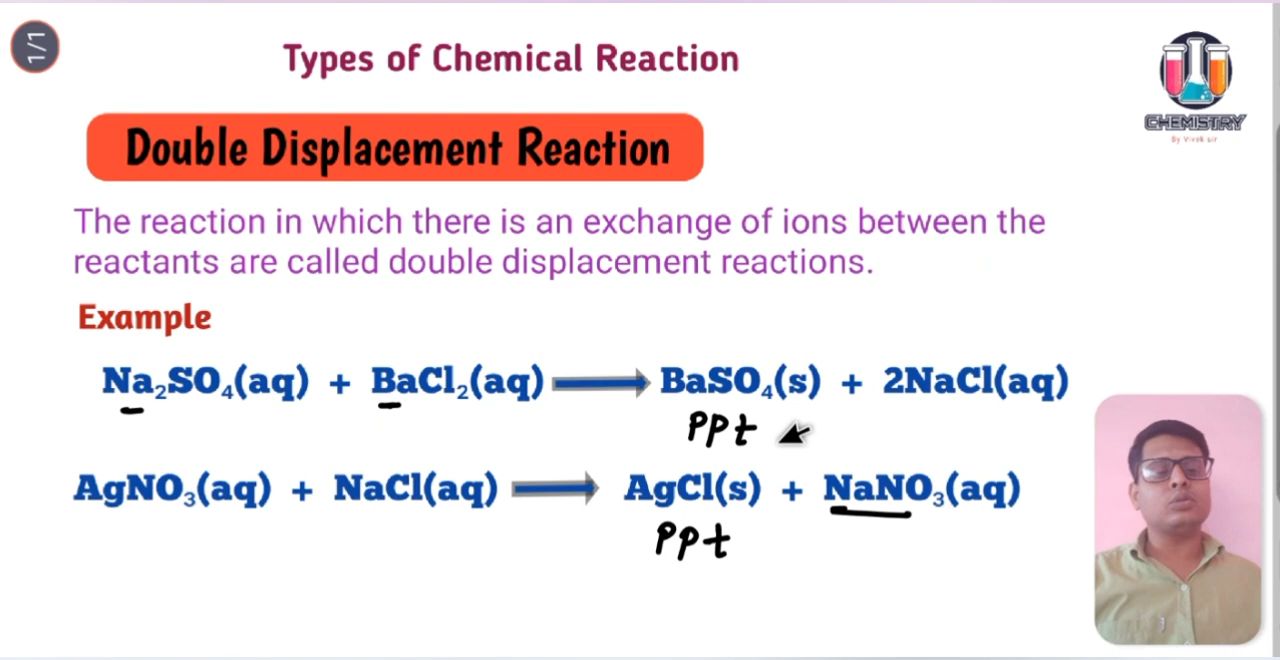 1/1
Types of Chemical Reaction
CHEMISTRY
By Vivek sir
Double Displacement Reaction
The reaction in which there is an exchange of ions between the
reactants are called double displacement reactions.
Example
Na₂SO₄(aq) + BaCl₂(aq) ⟶ BaSO₄(s) + 2NaCl(aq)
PPt
AgNO₃(aq) + NaCl(aq) ⟶ AgCl(s) + NaNO₃(aq)
PPt